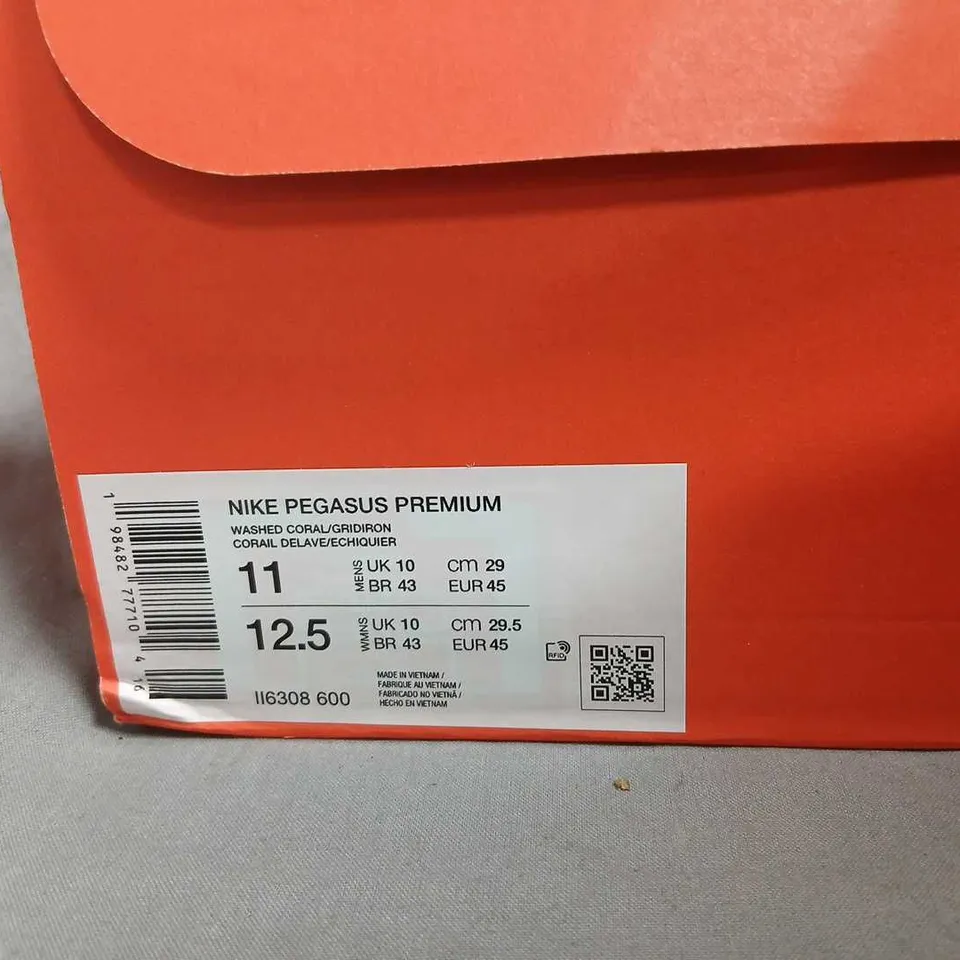 NIKE PEGASUS PREMIUM
WASHED CORAL/GRIDIRON
CORAIL DELAVE/ECHIQUIER
11 MENS UK 10 CM 29
BR 43 EUR 45
12.5 WMNS UK 10 CM 29.5
BR 43 EUR 45
II6308 600
MADE IN VIETNAM /
FABRIQUE AU VIETNAM /
FABRICADO NO VIETNÃ /
HECHO EN VIETNAM
RFID
1 98482 77710 4 16